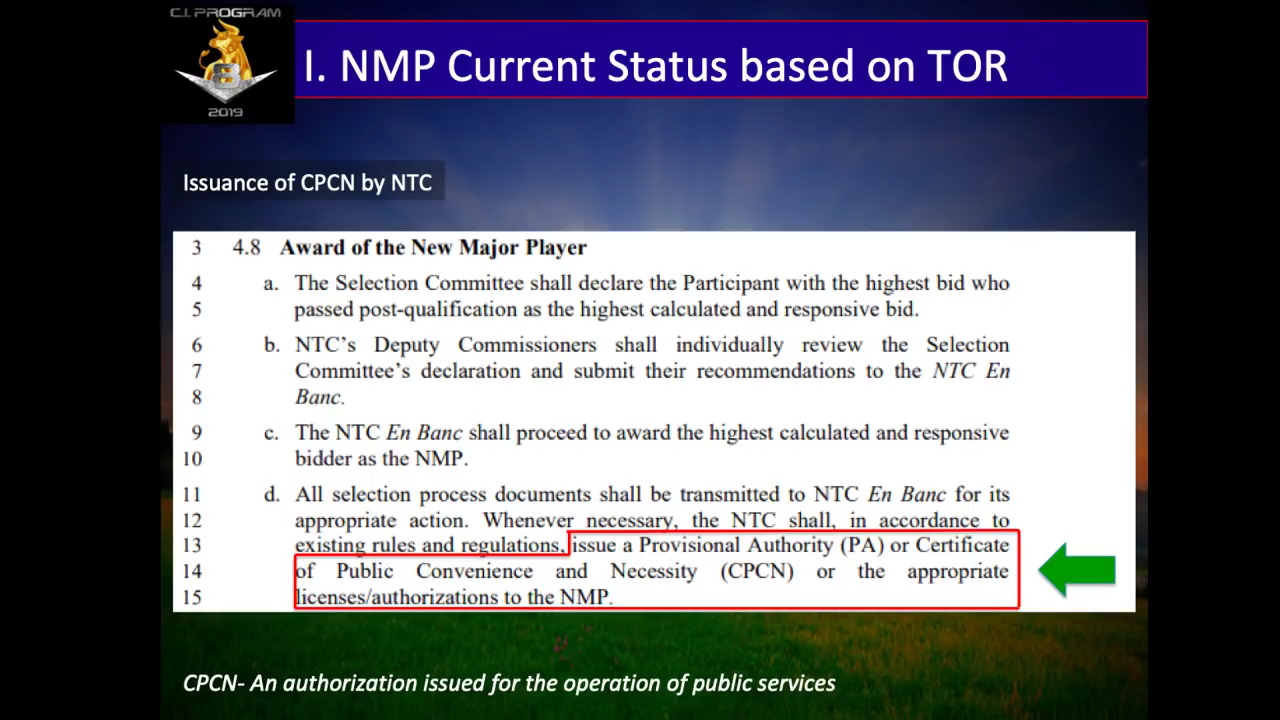 C.I. PROGRAM
8
2019
I. NMP Current Status based on TOR
Issuance of CPCN by NTC
3 4.8 Award of the New Major Player
4 a. The Selection Committee shall declare the Participant with the highest bid who
5 passed post-qualification as the highest calculated and responsive bid.
6 b. NTC's Deputy Commissioners shall individually review the Selection
7 Committee's declaration and submit their recommendations to the NTC En
8 Banc.
9 c. The NTC En Banc shall proceed to award the highest calculated and responsive
10 bidder as the NMP.
11 d. All selection process documents shall be transmitted to NTC En Banc for its
12 appropriate action. Whenever necessary, the NTC shall, in accordance to
13 existing rules and regulations, issue a Provisional Authority (PA) or Certificate
14 of Public Convenience and Necessity (CPCN) or the appropriate
15 licenses/authorizations to the NMP.
CPCN- An authorization issued for the operation of public services